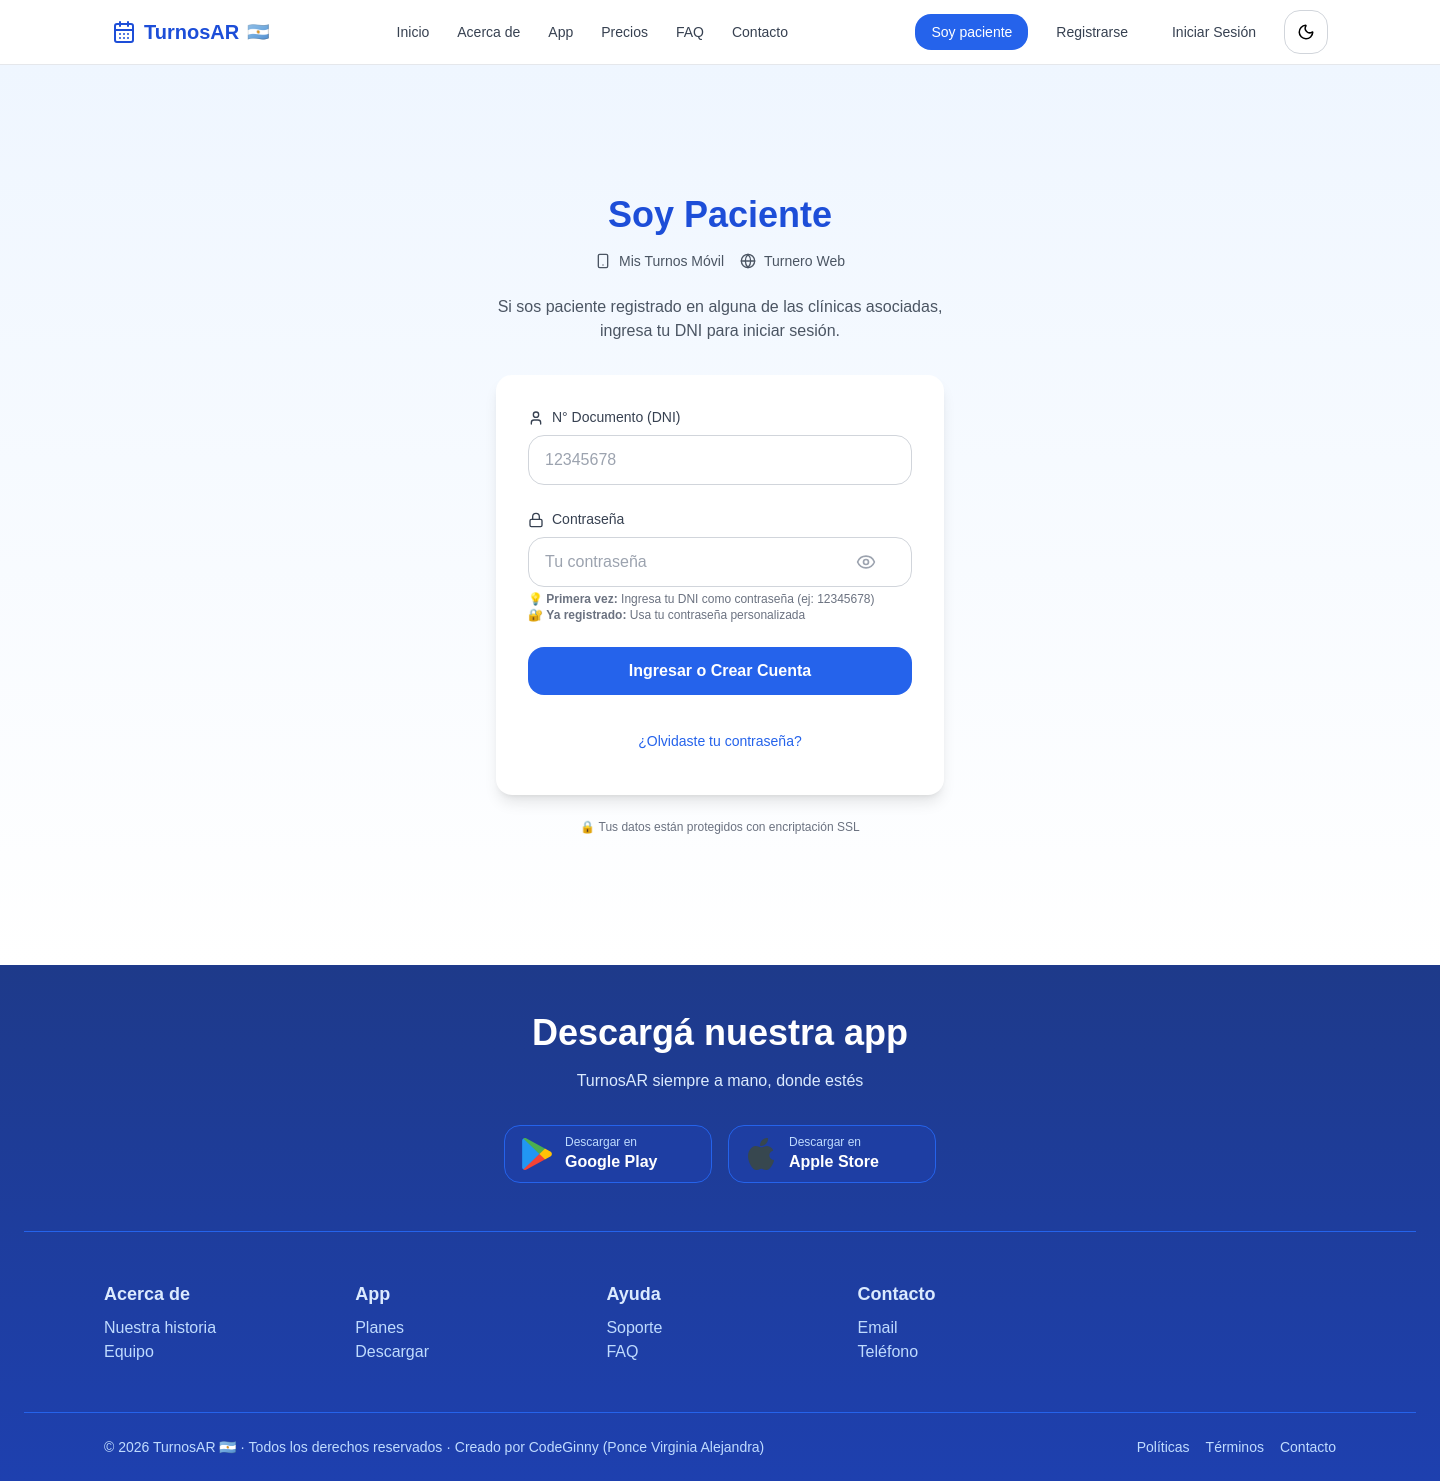 TurnosAR 🇦🇷
Inicio
Acerca de
App
Precios
FAQ
Contacto
Soy paciente
Registrarse
Iniciar Sesión
Soy Paciente
Mis Turnos Móvil
Turnero Web
Si sos paciente registrado en alguna de las clínicas asociadas,
ingresa tu DNI para iniciar sesión.
N° Documento (DNI)
12345678
Contraseña
Tu contraseña
💡 Primera vez: Ingresa tu DNI como contraseña (ej: 12345678)
🔐 Ya registrado: Usa tu contraseña personalizada
Ingresar o Crear Cuenta
¿Olvidaste tu contraseña?
🔒 Tus datos están protegidos con encriptación SSL
Descargá nuestra app
TurnosAR siempre a mano, donde estés
Descargar en
Google Play
Descargar en
Apple Store
Acerca de
Nuestra historia
Equipo
App
Planes
Descargar
Ayuda
Soporte
FAQ
Contacto
Email
Teléfono
© 2026 TurnosAR 🇦🇷 · Todos los derechos reservados · Creado por CodeGinny (Ponce Virginia Alejandra)
Políticas
Términos
Contacto